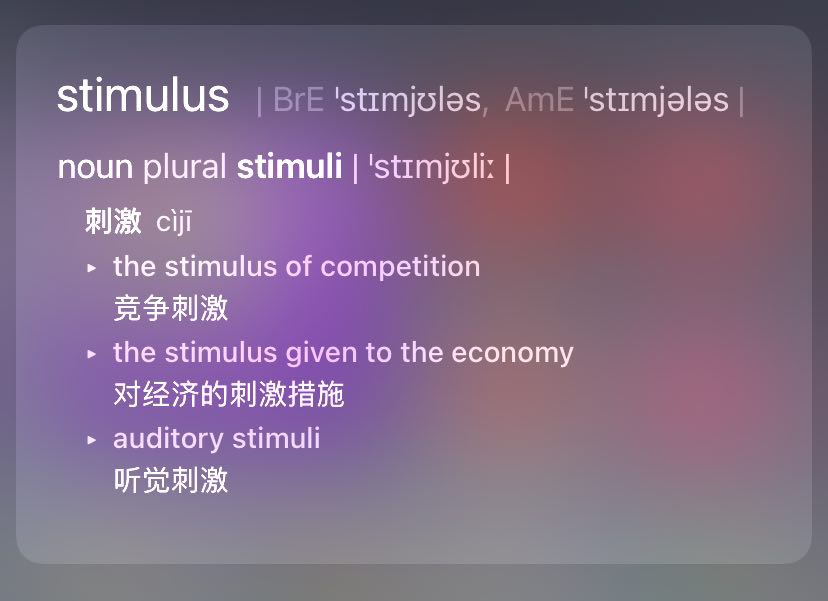 stimulus | BrE ˈstɪmjʊləs, AmE ˈstɪmjələs |
noun plural stimuli | ˈstɪmjʊliː |
刺激 cìjī
▸ the stimulus of competition
竞争刺激
▸ the stimulus given to the economy
对经济的刺激措施
▸ auditory stimuli
听觉刺激